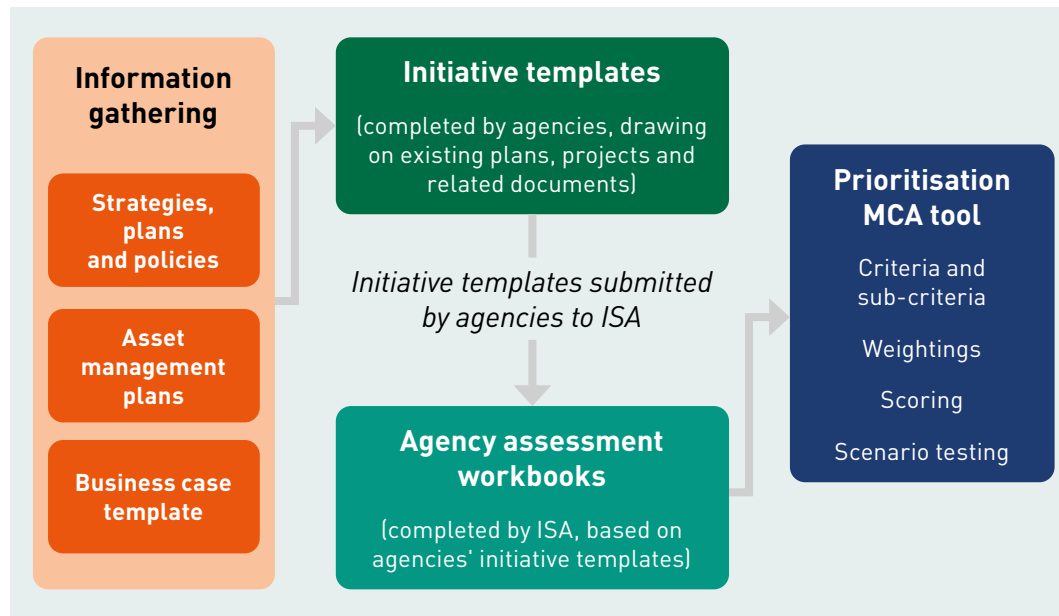 Information
gathering
Strategies,
plans
and policies
Asset
management
plans
Business case
template
Initiative templates
(completed by agencies, drawing
on existing plans, projects and
related documents)
Initiative templates submitted
by agencies to ISA
Agency assessment
workbooks
(completed by ISA, based on
agencies' initiative templates)
Prioritisation
MCA tool
Criteria and
sub-criteria
Weightings
Scoring
Scenario testing